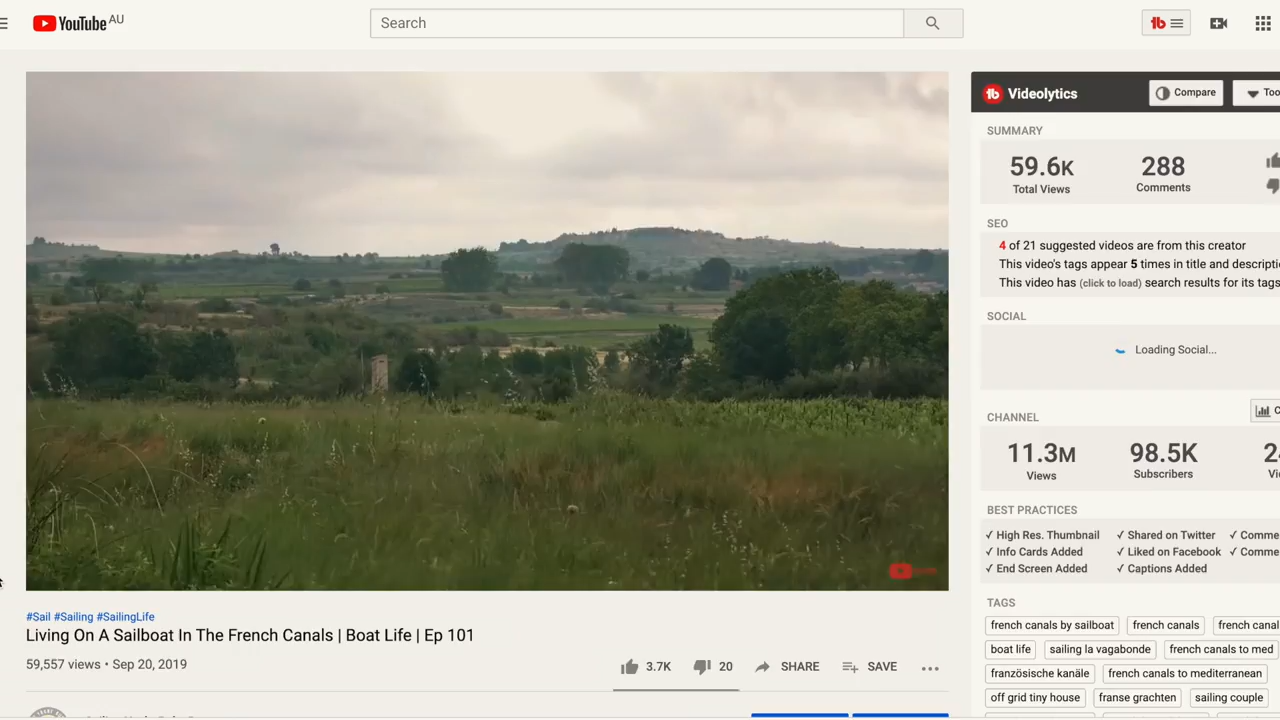 YouTube AU
Search
Videolytics
Compare
SUMMARY
59.6K
288
Total Views
Comments
SEO
4 of 21 suggested videos are from this creator
This video's tags appear 5 times in title and descripti
This video has (click to load) search results for its tags
SOCIAL
Loading Social...
CHANNEL
11.3M
98.5K
Views
Subscribers
BEST PRACTICES
✓ High Res. Thumbnail
✓ Shared on Twitter
✓ Comme
✓ Info Cards Added
✓ Liked on Facebook
✓ Comme
✓ End Screen Added
✓ Captions Added
TAGS
french canals by sailboat
french canals
french canal
boat life
sailing la vagabonde
french canals to med
französische kanäle
french canals to mediterranean
off grid tiny house
franse grachten
sailing couple
#Sail #Sailing #SailingLife
Living On A Sailboat In The French Canals | Boat Life | Ep 101
59,557 views • Sep 20, 2019
3.7K
20
SHARE
SAVE